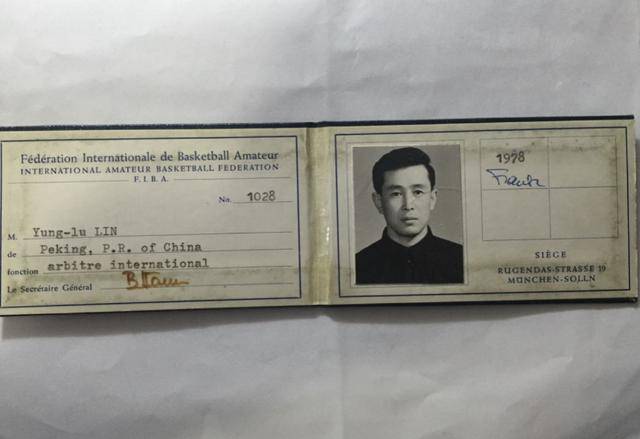 Fédération Internationale de Basketball Amateur
INTERNATIONAL AMATEUR BASKETBALL FEDERATION
F.I.B.A.
No. 1028
M. Yung-lu LIN
de Peking, P.R. of China
fonction arbitre international
Le Secrétaire Général
1978
SIÈGE
RUGENDAS-STRASSE 19
MÜNCHEN-SOLLN